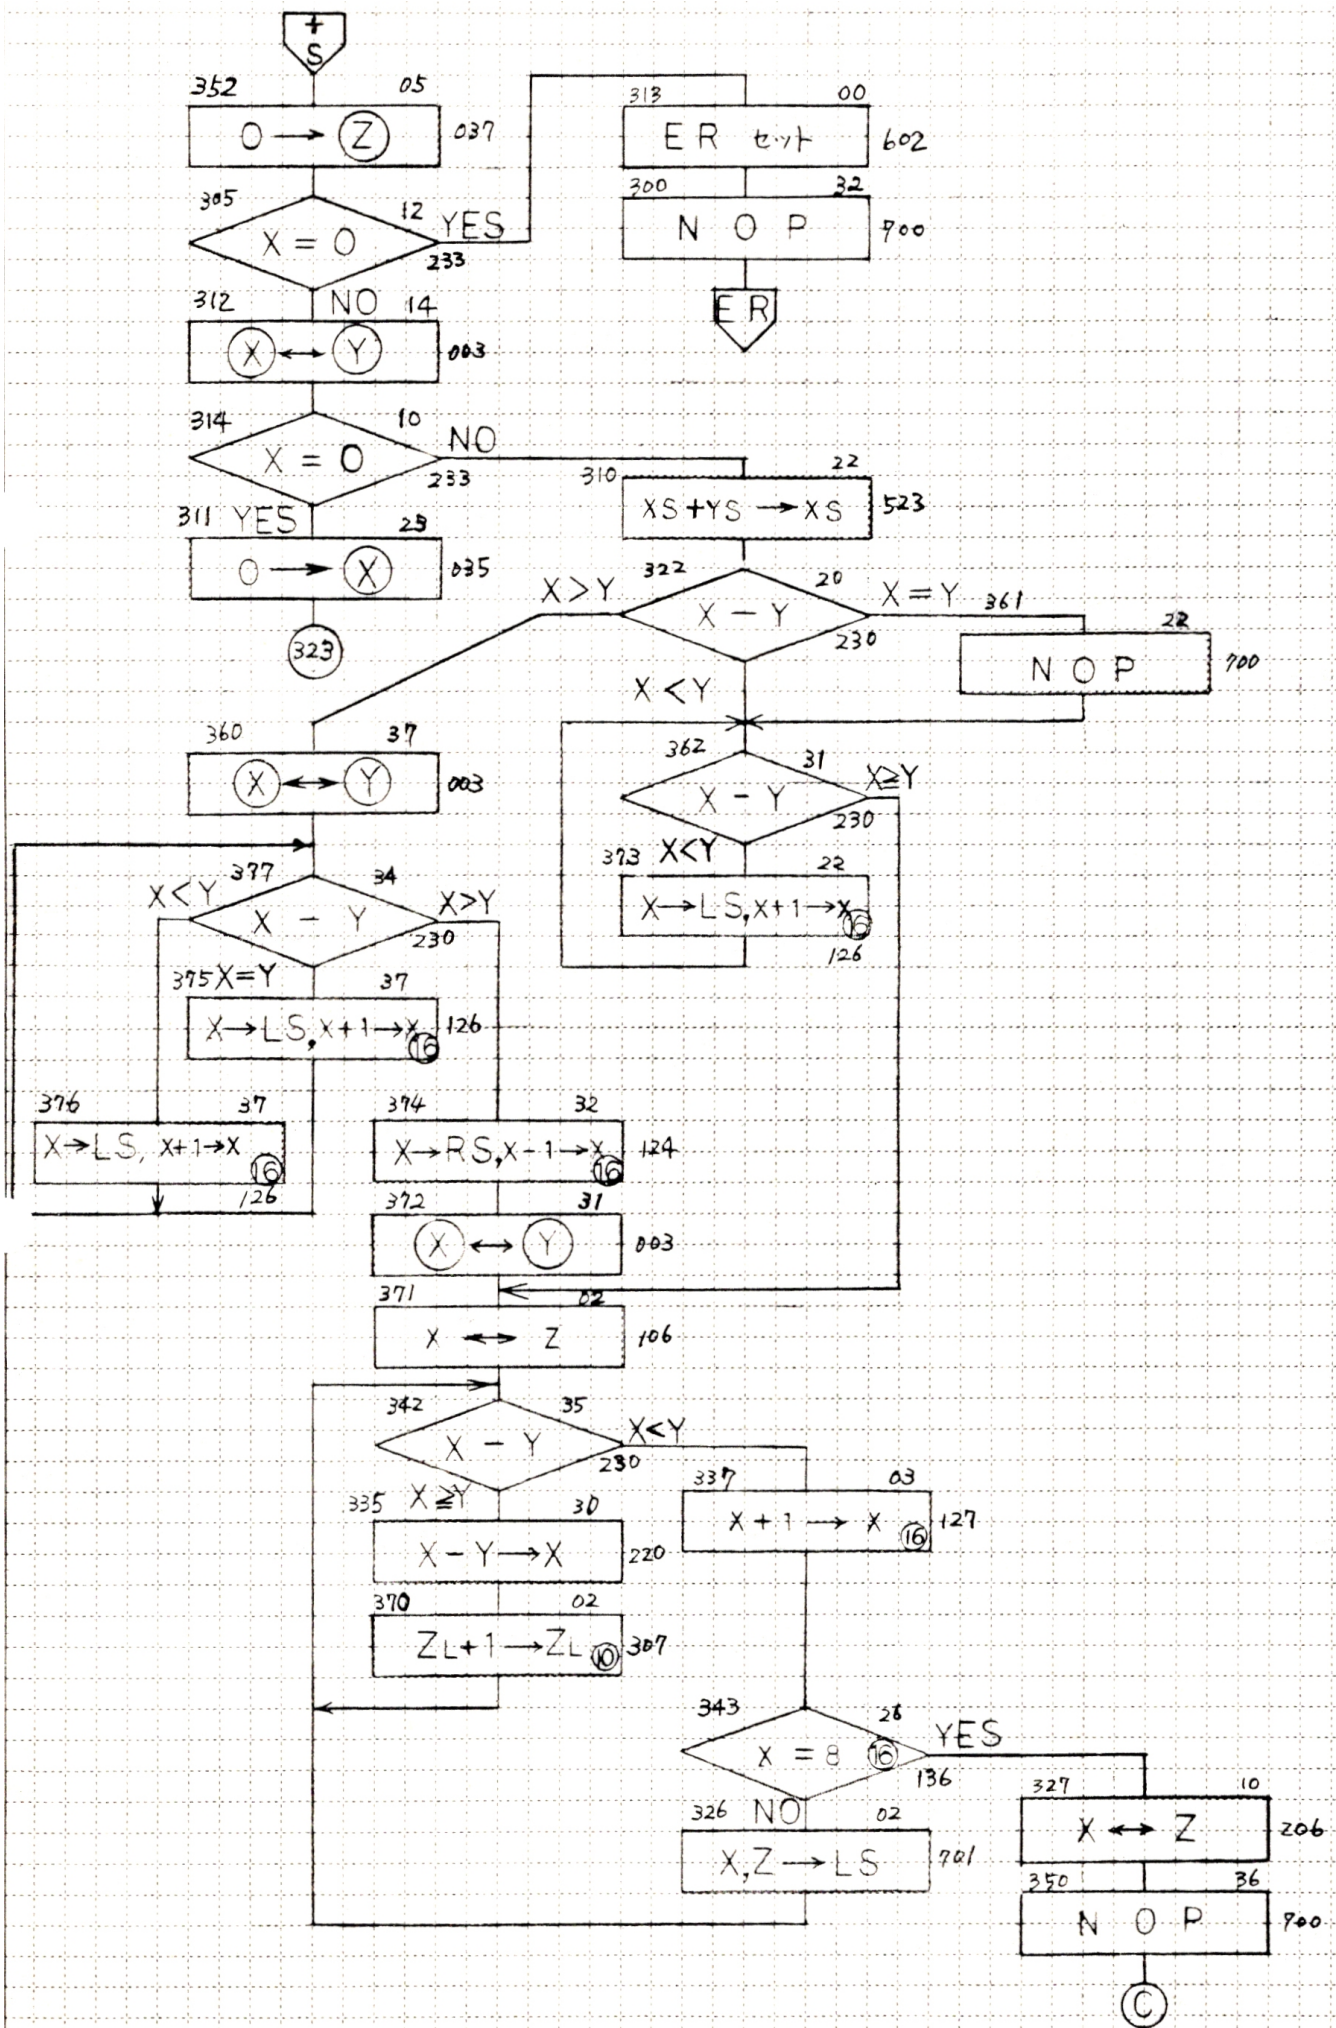 +
S
352 05
0 → Z 037
305 12
X = 0 YES
233
313 00
ER セット 602
300 32
N O P 700
ER
312 NO 14
X ↔ Y 003
314 10
X = 0 NO
233
311 YES 23
0 → X 035
323
310 22
XS+YS → XS 523
322 20
X > Y X − Y X = Y
230
361 22
N O P 700
X < Y
360 37
X ↔ Y 003
362 31
X − Y X≧Y
230
373 X<Y 22
X→LS,X+1→X 16
126
377 34
X<Y X − Y X>Y
230
375 X=Y 37
X→LS,X+1→X 16 126
376 37
X→LS, X+1→X 16
126
374 32
X→RS,X-1→X 16 124
372 31
X ↔ Y 003
371 02
X ↔ Z 106
342 35
X − Y X<Y
230
335 X≧Y 30
X − Y → X 220
370 02
ZL+1→ZL 10 307
337 03
X + 1 → X 16 127
343 26
X = 8 16 YES
136
326 NO 02
X,Z→LS 701
327 10
X ↔ Z 206
350 36
N O P 700
C